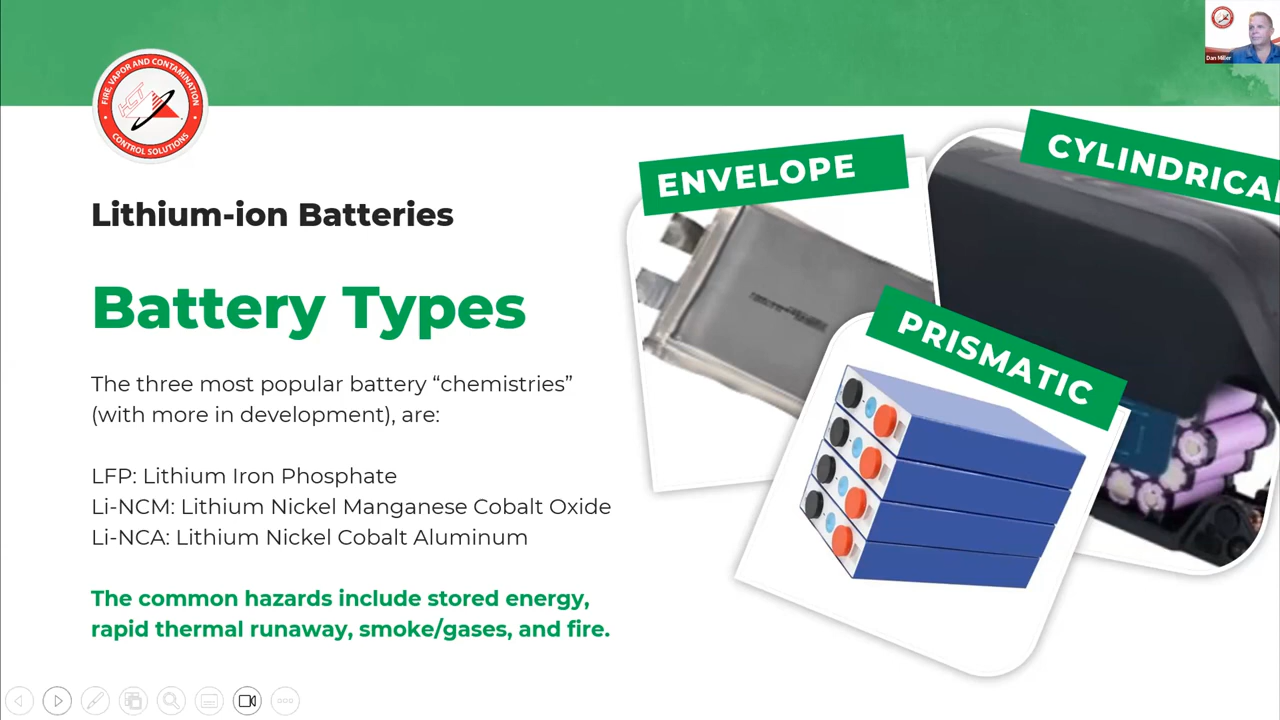 FIRE, VAPOR AND CONTAMINATION
HCT
CONTROL SOLUTIONS
Dan Miller
Lithium-ion Batteries
Battery Types
The three most popular battery “chemistries”
(with more in development), are:
LFP: Lithium Iron Phosphate
Li-NCM: Lithium Nickel Manganese Cobalt Oxide
Li-NCA: Lithium Nickel Cobalt Aluminum
The common hazards include stored energy,
rapid thermal runaway, smoke/gases, and fire.
ENVELOPE
CYLINDRICAL
PRISMATIC